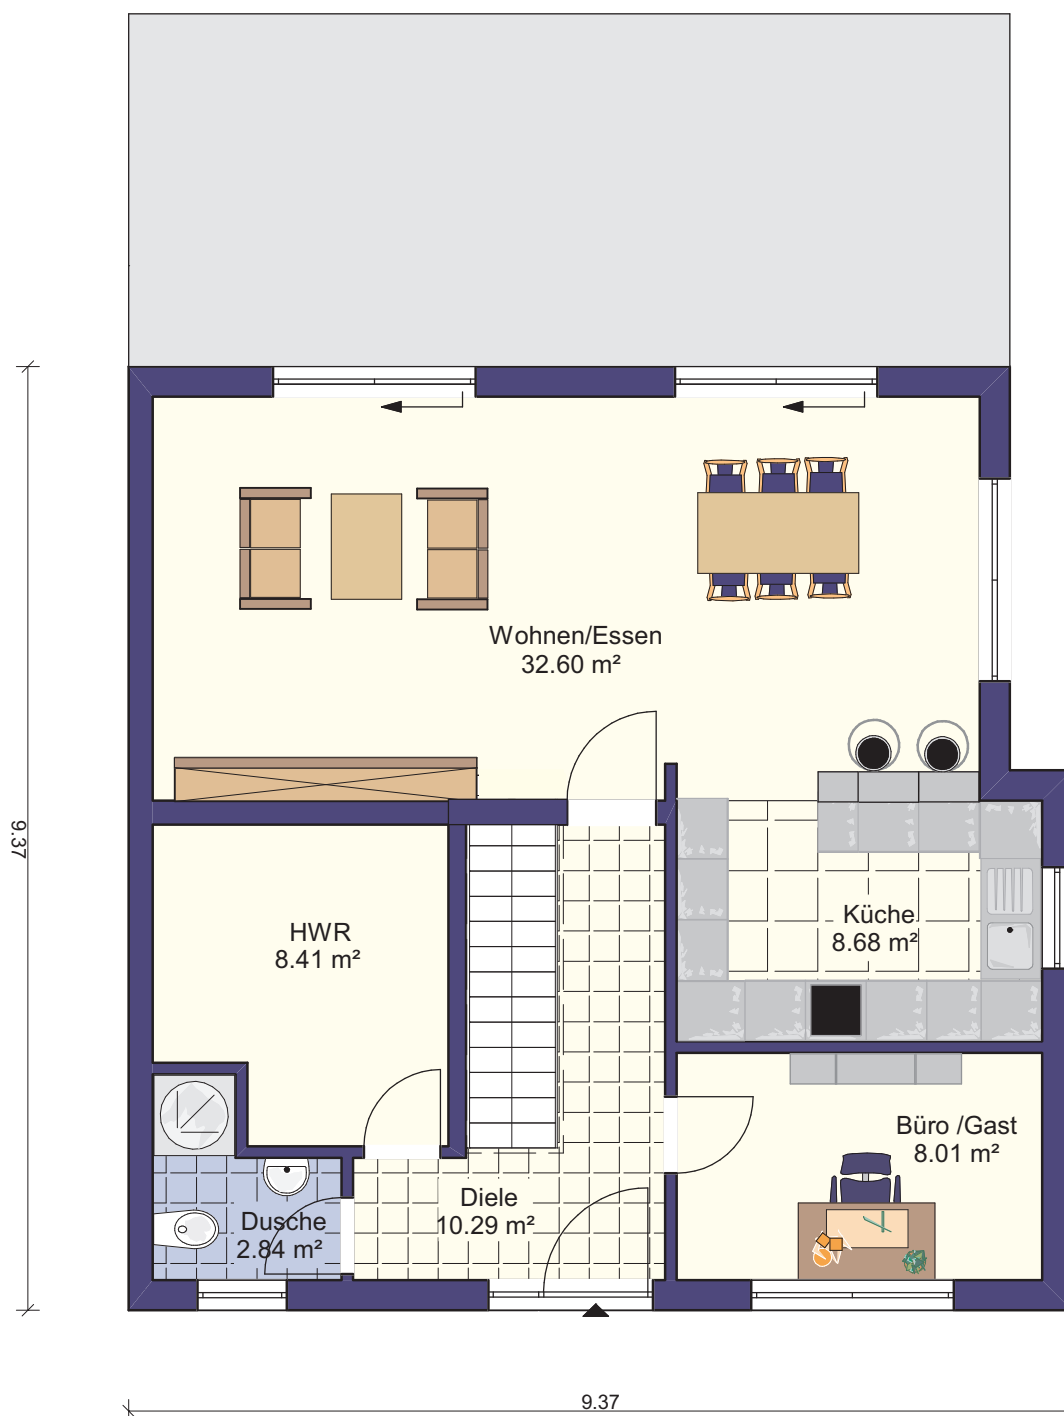 Wohnen/Essen
32.60 m²
9.37
Küche
8.68 m²
HWR
8.41 m²
Büro /Gast
8.01 m²
Diele
10.29 m²
Dusche
2.84 m²
9.37